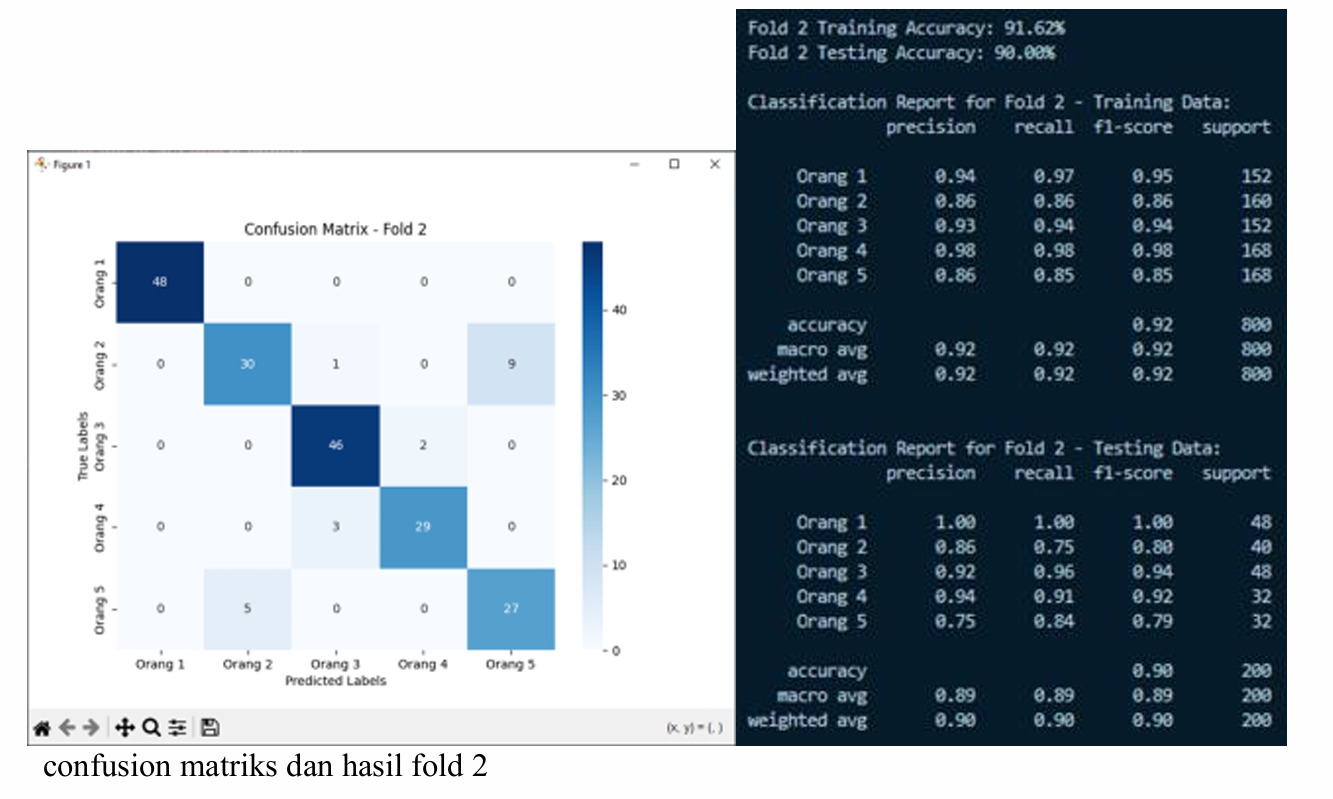 Figure 1
Confusion Matrix - Fold 2
True Labels
Orang 1 48 0 0 0 0
Orang 2 0 30 1 0 9
Orang 3 0 0 46 2 0
Orang 4 0 0 3 29 0
Orang 5 0 5 0 0 27
Orang 1 Orang 2 Orang 3 Orang 4 Orang 5
Predicted Labels
40
30
20
10
0
(x, y) = (, )
Fold 2 Training Accuracy: 91.62%
Fold 2 Testing Accuracy: 90.00%
Classification Report for Fold 2 - Training Data:
precision recall f1-score support
Orang 1 0.94 0.97 0.95 152
Orang 2 0.86 0.86 0.86 160
Orang 3 0.93 0.94 0.94 152
Orang 4 0.98 0.98 0.98 168
Orang 5 0.86 0.85 0.85 168
accuracy 0.92 800
macro avg 0.92 0.92 0.92 800
weighted avg 0.92 0.92 0.92 800
Classification Report for Fold 2 - Testing Data:
precision recall f1-score support
Orang 1 1.00 1.00 1.00 48
Orang 2 0.86 0.75 0.80 40
Orang 3 0.92 0.96 0.94 48
Orang 4 0.94 0.91 0.92 32
Orang 5 0.75 0.84 0.79 32
accuracy 0.90 200
macro avg 0.89 0.89 0.89 200
weighted avg 0.90 0.90 0.90 200
confusion matriks dan hasil fold 2